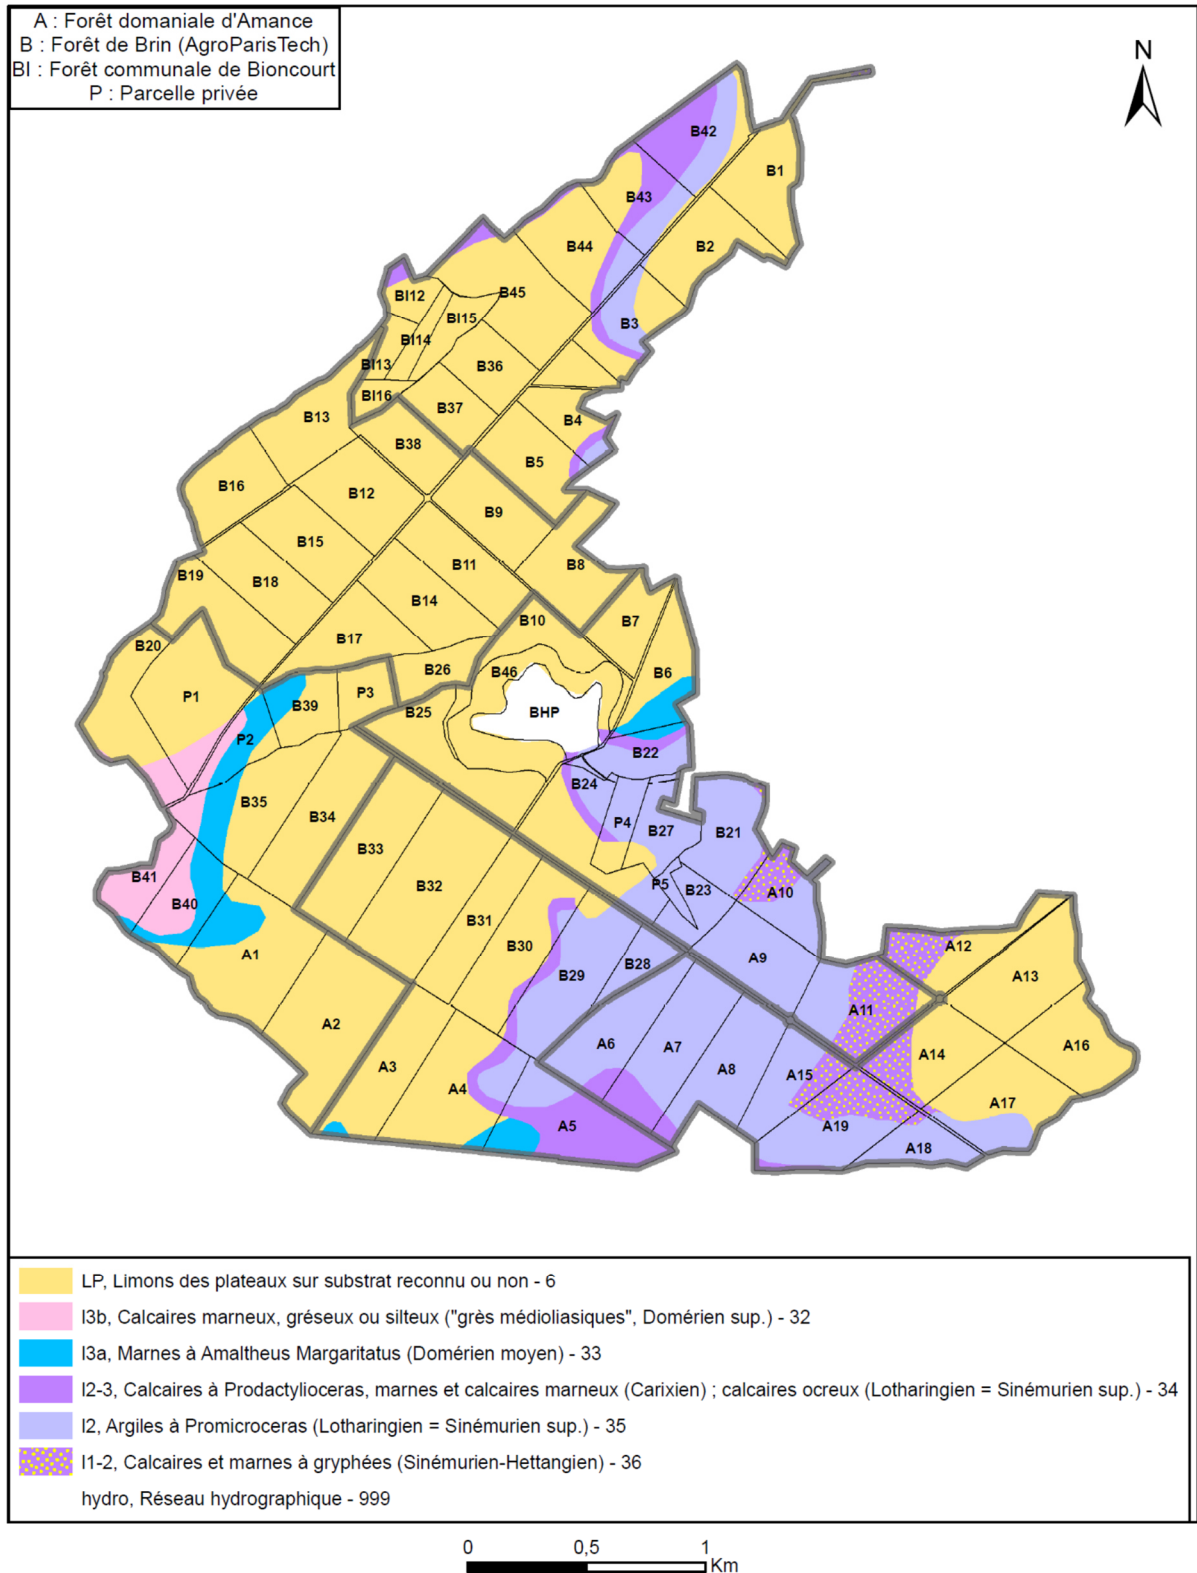 A : Forêt domaniale d'Amance
B : Forêt de Brin (AgroParisTech)
BI : Forêt communale de Bioncourt
P : Parcelle privée
N
B42
B1
B43
B2
B44
B45
BI12
BI15
B3
BI14
BI13
B36
BI16
B37
B4
B13
B38
B5
B16
B12
B9
B15
B11
B8
B19
B18
B14
B10
B7
B20
B17
B26
B46
B6
P1
P3
B39
B25
BHP
P2
B22
B24
B35
B34
P4
B27
B21
B33
B41
B32
P5
B23
A10
B40
B31
B30
A12
A1
B29
B28
A9
A13
A11
A2
A6
A7
A14
A16
A3
A8
A15
A4
A17
A5
A19
A18
LP, Limons des plateaux sur substrat reconnu ou non - 6
l3b, Calcaires marneux, gréseux ou silteux ("grès médioliasiques", Domérien sup.) - 32
l3a, Marnes à Amaltheus Margaritatus (Domérien moyen) - 33
l2-3, Calcaires à Prodactylioceras, marnes et calcaires marneux (Carixien) ; calcaires ocreux (Lotharingien = Sinémurien sup.) - 34
l2, Argiles à Promicroceras (Lotharingien = Sinémurien sup.) - 35
l1-2, Calcaires et marnes à gryphées (Sinémurien-Hettangien) - 36
hydro, Réseau hydrographique - 999
0 0,5 1
Km